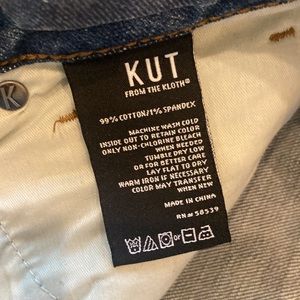 KUT
FROM THE KLOTH®
99% COTTON/1% SPANDEX
MACHINE WASH COLD
INSIDE OUT TO RETAIN COLOR
ONLY NON-CHLORINE BLEACH
WHEN NEEDED
TUMBLE DRY LOW
OR FOR BETTER CARE
LAY FLAT TO DRY
WARM IRON IF NECESSARY
COLOR MAY TRANSFER
WHEN NEW
MADE IN CHINA
RN# 58539
or
K